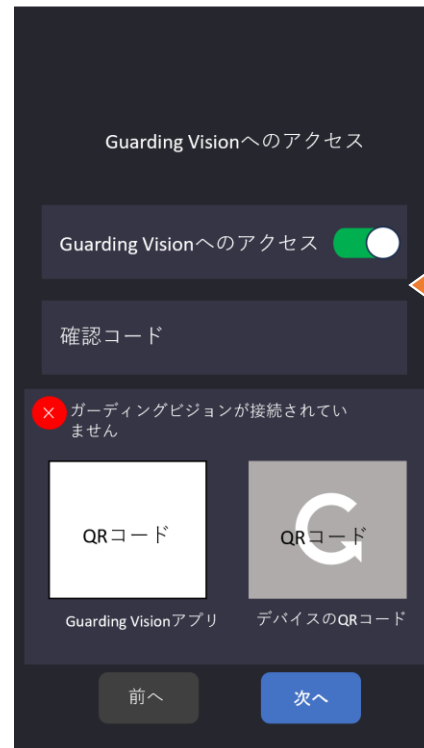 Guarding Visionへのアクセス
Guarding Visionへのアクセス
確認コード
× ガーディングビジョンが接続されてい
ません
QRコード
QRコード
Guarding Visionアプリ
デバイスのQRコード
前へ
次へ